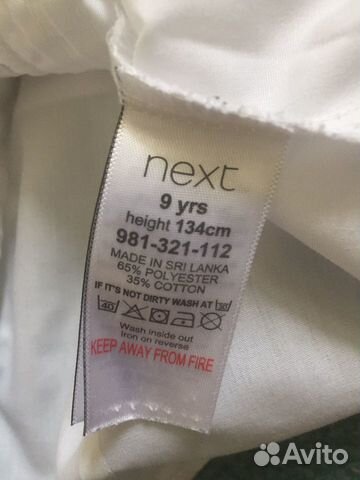 next
9 yrs
height 134cm
981-321-112
MADE IN SRI LANKA
65% POLYESTER
35% COTTON
IF IT'S NOT DIRTY WASH AT 30
40
Wash inside out
Iron on reverse
KEEP AWAY FROM FIRE
Avito